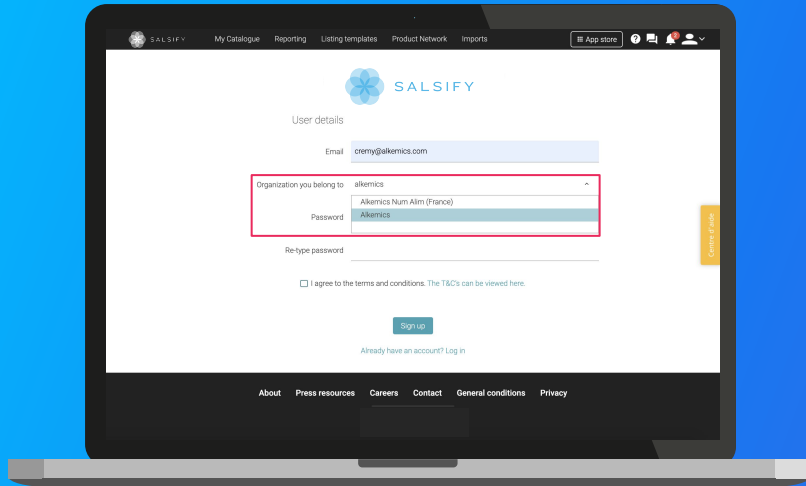 SALSIFY My Catalogue Reporting Listing templates Product Network Imports App store ? 2
SALSIFY
User details
Email cremy@alkemics.com
Organization you belong to alkemics
Alkemics Num Alim (France)
Alkemics
Password
Re-type password
I agree to the terms and conditions. The T&C's can be viewed here.
Sign up
Already have an account? Log in
Centre d'aide
About Press resources Careers Contact General conditions Privacy